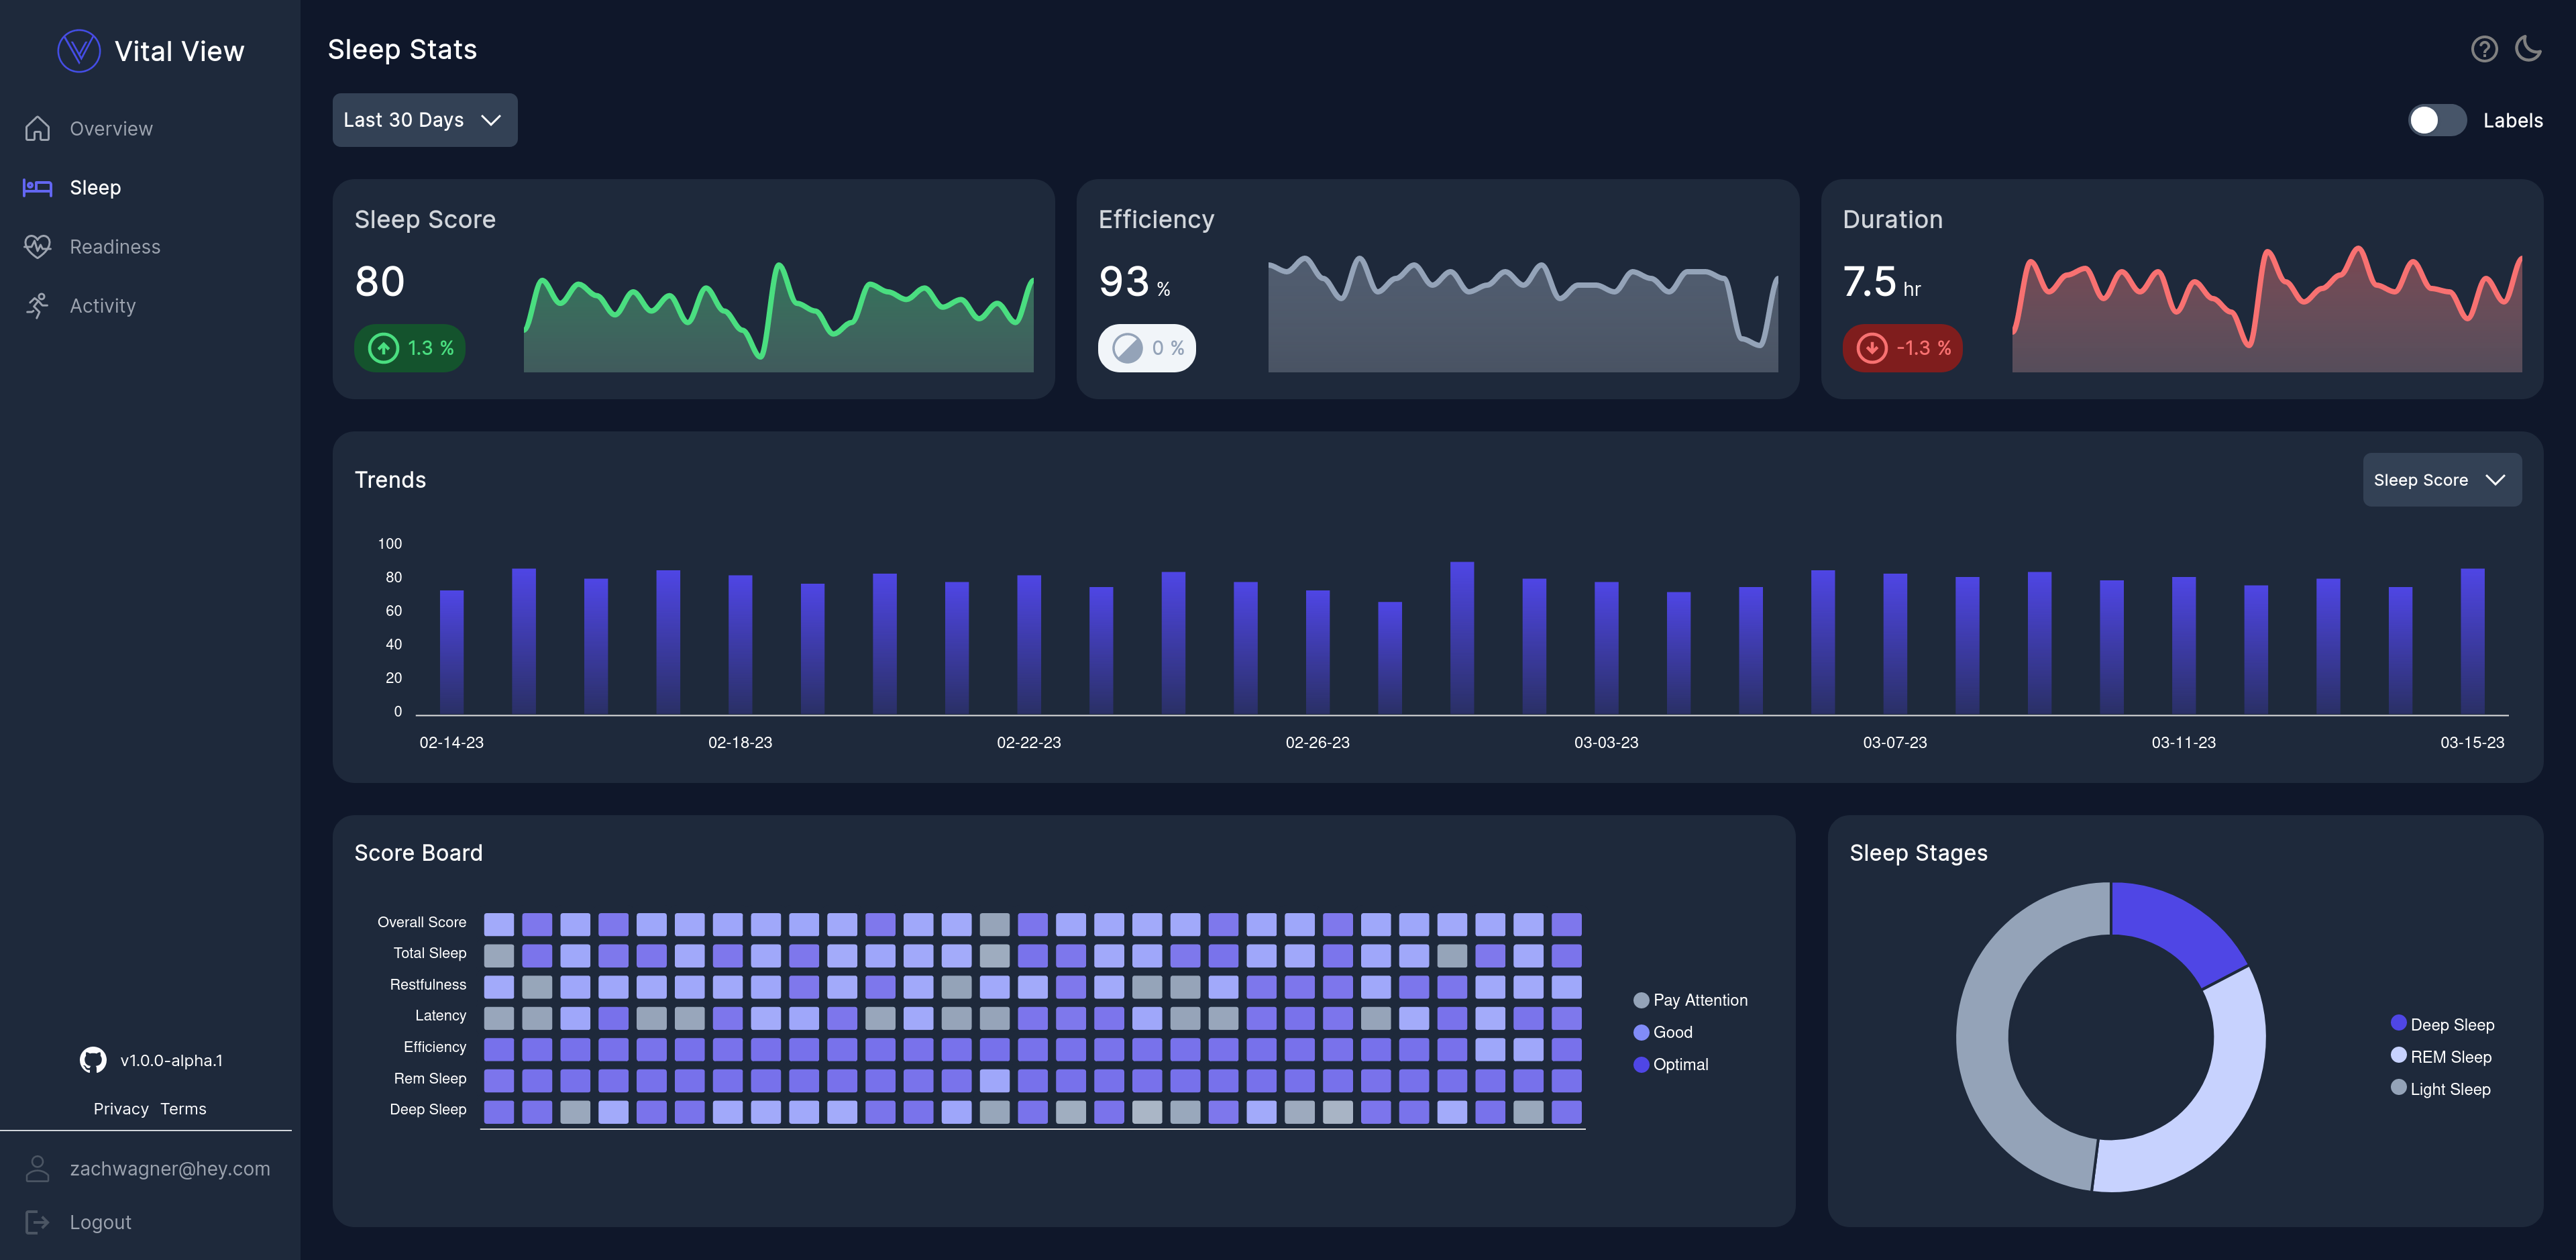 Vital View
Overview
Sleep
Readiness
Activity
v1.0.0-alpha.1
Privacy Terms
zachwagner@hey.com
Logout
Sleep Stats
Last 30 Days
Labels
Sleep Score
80
1.3 %
Efficiency
93 %
0 %
Duration
7.5 hr
-1.3 %
Trends
Sleep Score
100
80
60
40
20
0
02-14-23 02-18-23 02-22-23 02-26-23 03-03-23 03-07-23 03-11-23 03-15-23
Score Board
Overall Score
Total Sleep
Restfulness
Latency
Efficiency
Rem Sleep
Deep Sleep
Pay Attention
Good
Optimal
Sleep Stages
Deep Sleep
REM Sleep
Light Sleep